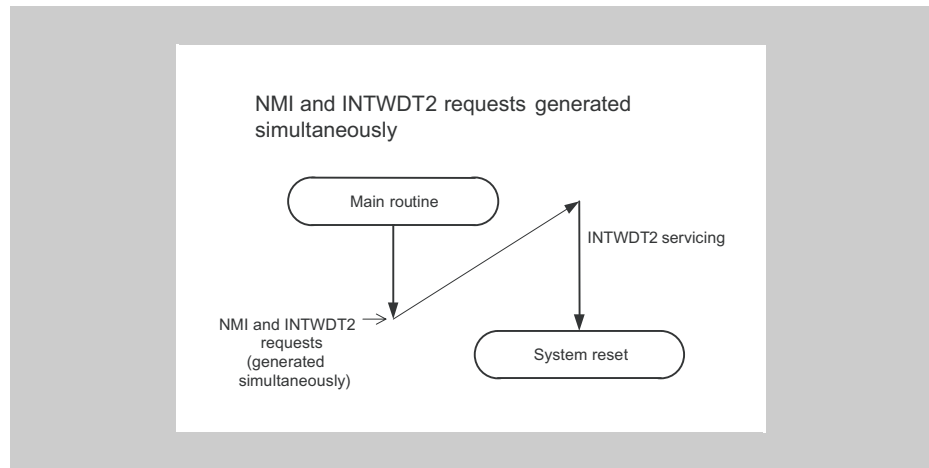 NMI and INTWDT2 requests generated
simultaneously
Main routine
INTWDT2 servicing
NMI and INTWDT2
requests
(generated
simultaneously)
System reset